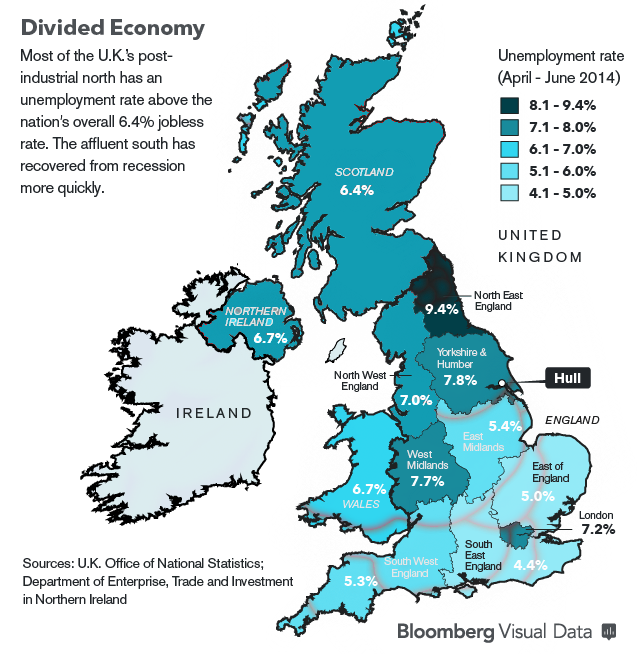 Divided Economy
Most of the U.K.'s post-
industrial north has an
unemployment rate above the
nation's overall 6.4% jobless
rate. The affluent south has
recovered from recession
more quickly.
Unemployment rate
(April - June 2014)
8.1 - 9.4%
7.1 - 8.0%
6.1 - 7.0%
5.1 - 6.0%
4.1 - 5.0%
UNITED
KINGDOM
SCOTLAND
6.4%
NORTHERN
IRELAND
6.7%
9.4%
North East
England
Yorkshire &
Humber
7.8%
Hull
North West
England
7.0%
IRELAND
ENGLAND
5.4%
East
Midlands
West
Midlands
7.7%
East of
England
5.0%
6.7%
WALES
London
7.2%
South
East
England
4.4%
South West
England
5.3%
Sources: U.K. Office of National Statistics;
Department of Enterprise, Trade and Investment
in Northern Ireland
Bloomberg Visual Data